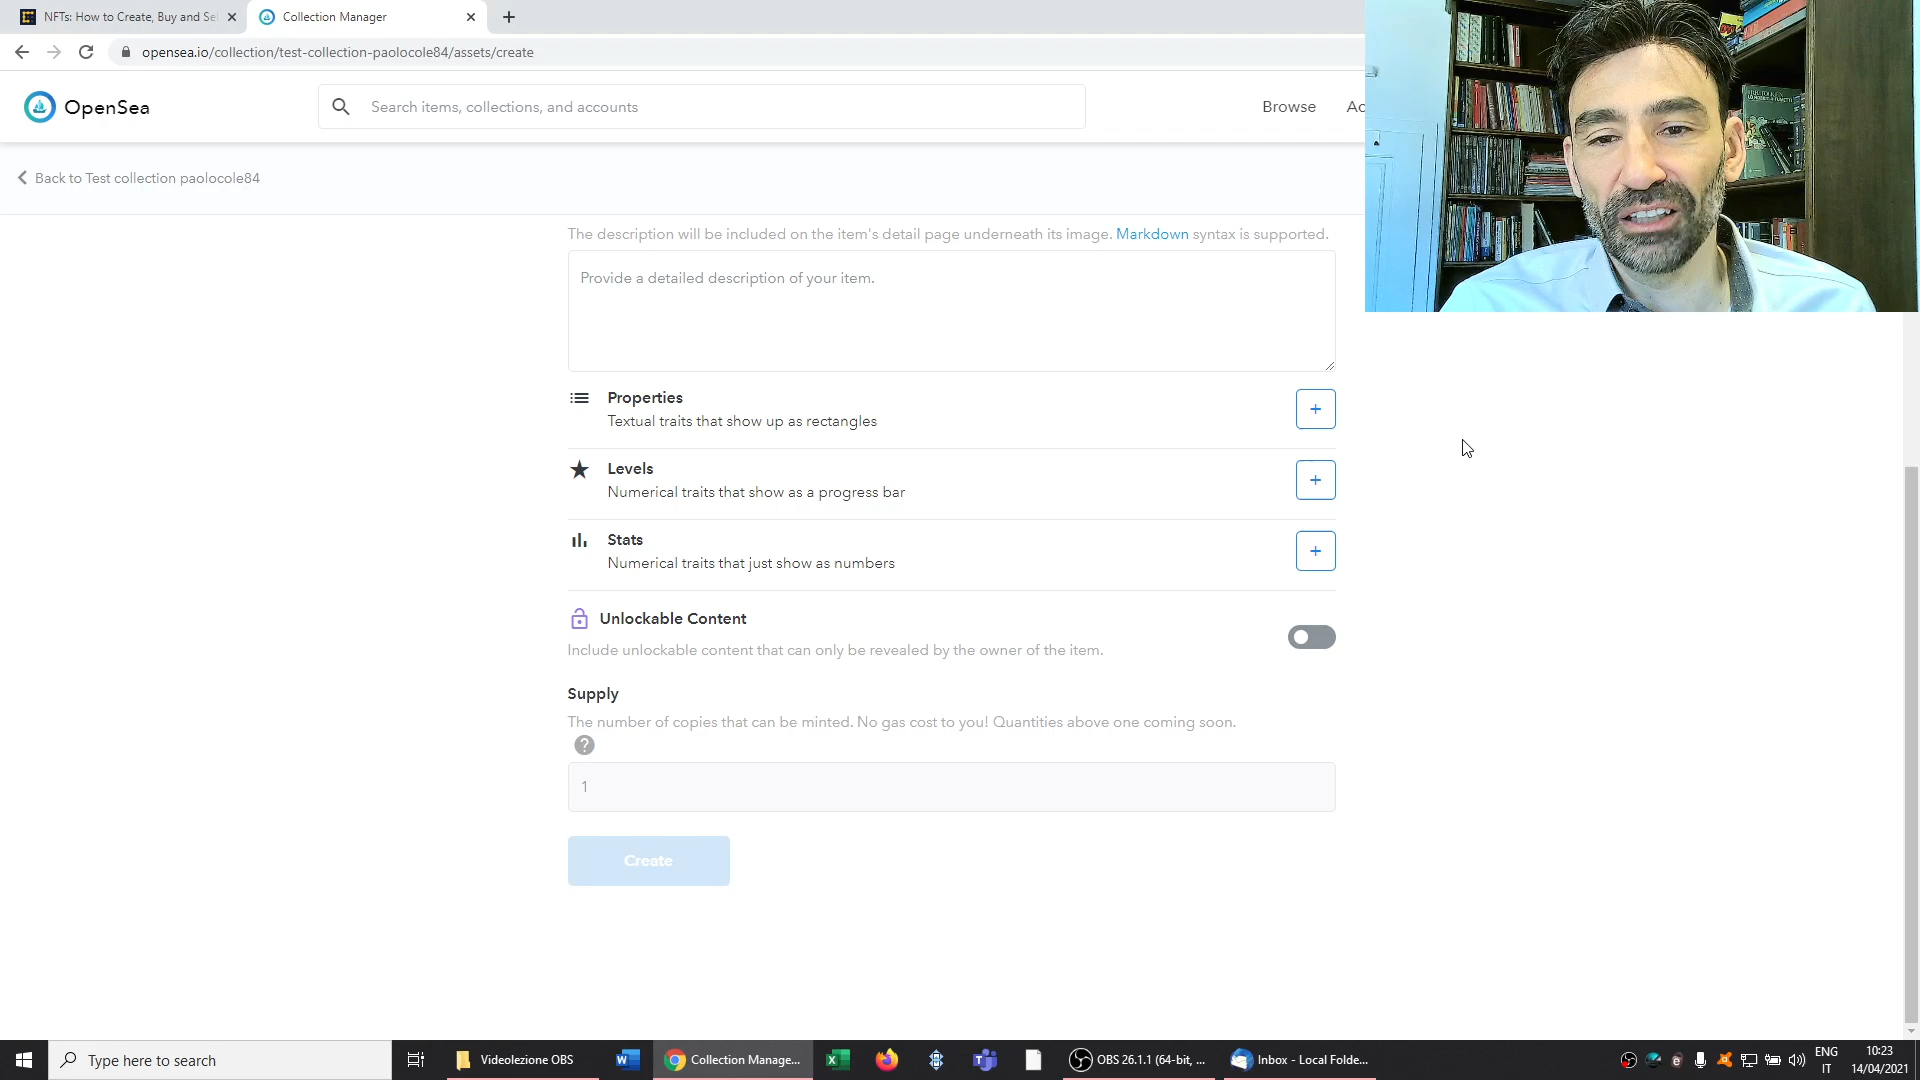 NFTs: How to Create, Buy and Sel
Collection Manager
opensea.io/collection/test-collection-paolocole84/assets/create
OpenSea
Search items, collections, and accounts
Browse
Ac
Back to Test collection paolocole84
The description will be included on the item's detail page underneath its image. Markdown syntax is supported.
Provide a detailed description of your item.
Properties
Textual traits that show up as rectangles
+
Levels
Numerical traits that show as a progress bar
+
Stats
Numerical traits that just show as numbers
+
Unlockable Content
Include unlockable content that can only be revealed by the owner of the item.
Supply
The number of copies that can be minted. No gas cost to you! Quantities above one coming soon.
?
1
Create
Type here to search
Videolezione OBS
Collection Manage...
OBS 26.1.1 (64-bit, ...
Inbox - Local Folde...
ENG
IT
10:23
14/04/2021